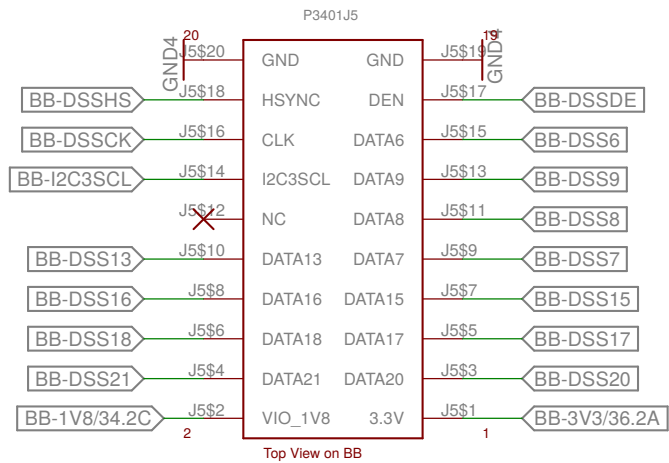 P3401J5
20 19
GND4 J5$20 GND GND J5$19 GND4
BB-DSSHS J5$18 HSYNC DEN J5$17 BB-DSSDE
BB-DSSCK J5$16 CLK DATA6 J5$15 BB-DSS6
BB-I2C3SCL J5$14 I2C3SCL DATA9 J5$13 BB-DSS9
J5$12 NC DATA8 J5$11 BB-DSS8
BB-DSS13 J5$10 DATA13 DATA7 J5$9 BB-DSS7
BB-DSS16 J5$8 DATA16 DATA15 J5$7 BB-DSS15
BB-DSS18 J5$6 DATA18 DATA17 J5$5 BB-DSS17
BB-DSS21 J5$4 DATA21 DATA20 J5$3 BB-DSS20
BB-1V8/34.2C J5$2 VIO_1V8 3.3V J5$1 BB-3V3/36.2A
2 1
Top View on BB